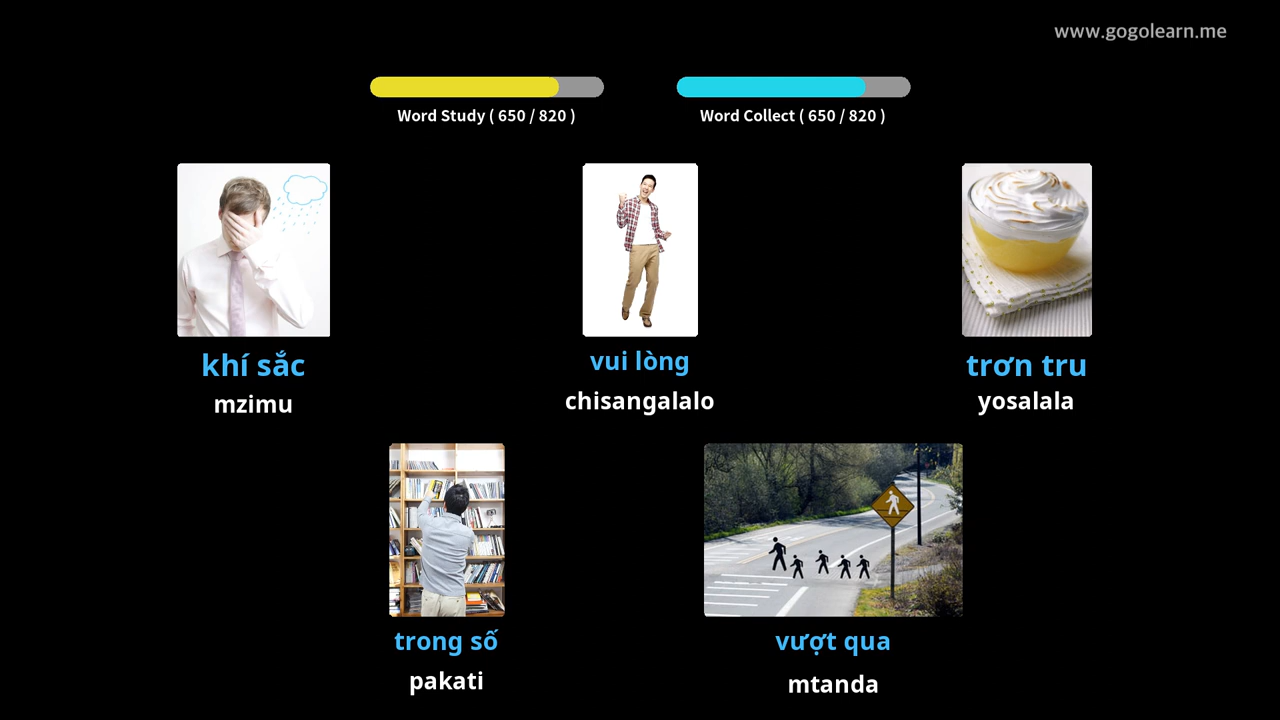 www.gogolearn.me
Word Study ( 650 / 820 )
Word Collect ( 650 / 820 )
khí sắc
mzimu
vui lòng
chisangalalo
trơn tru
yosalala
trong số
pakati
vượt qua
mtanda